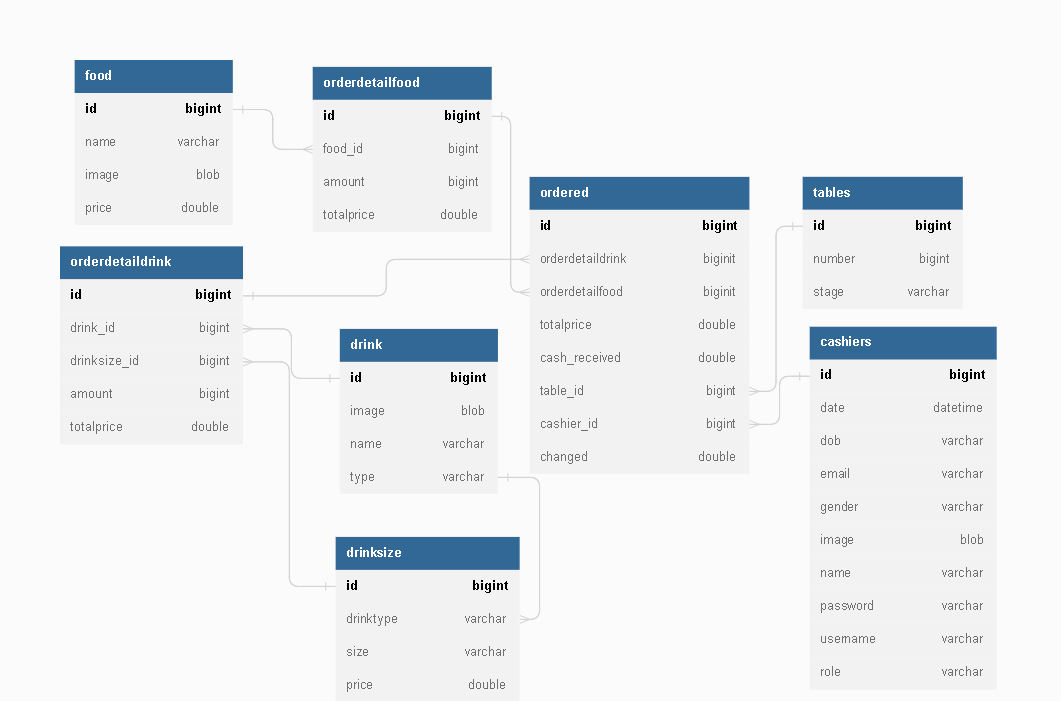 food
id bigint
name varchar
image blob
price double
orderdetailfood
id bigint
food_id bigint
amount bigint
totalprice double
ordered
id bigint
orderdetaildrink biginit
orderdetailfood biginit
totalprice double
cash_received double
table_id bigint
cashier_id bigint
changed double
tables
id bigint
number bigint
stage varchar
orderdetaildrink
id bigint
drink_id bigint
drinksize_id bigint
amount bigint
totalprice double
drink
id bigint
image blob
name varchar
type varchar
cashiers
id bigint
date datetime
dob varchar
email varchar
gender varchar
image blob
name varchar
password varchar
username varchar
role varchar
drinksize
id bigint
drinktype varchar
size varchar
price double